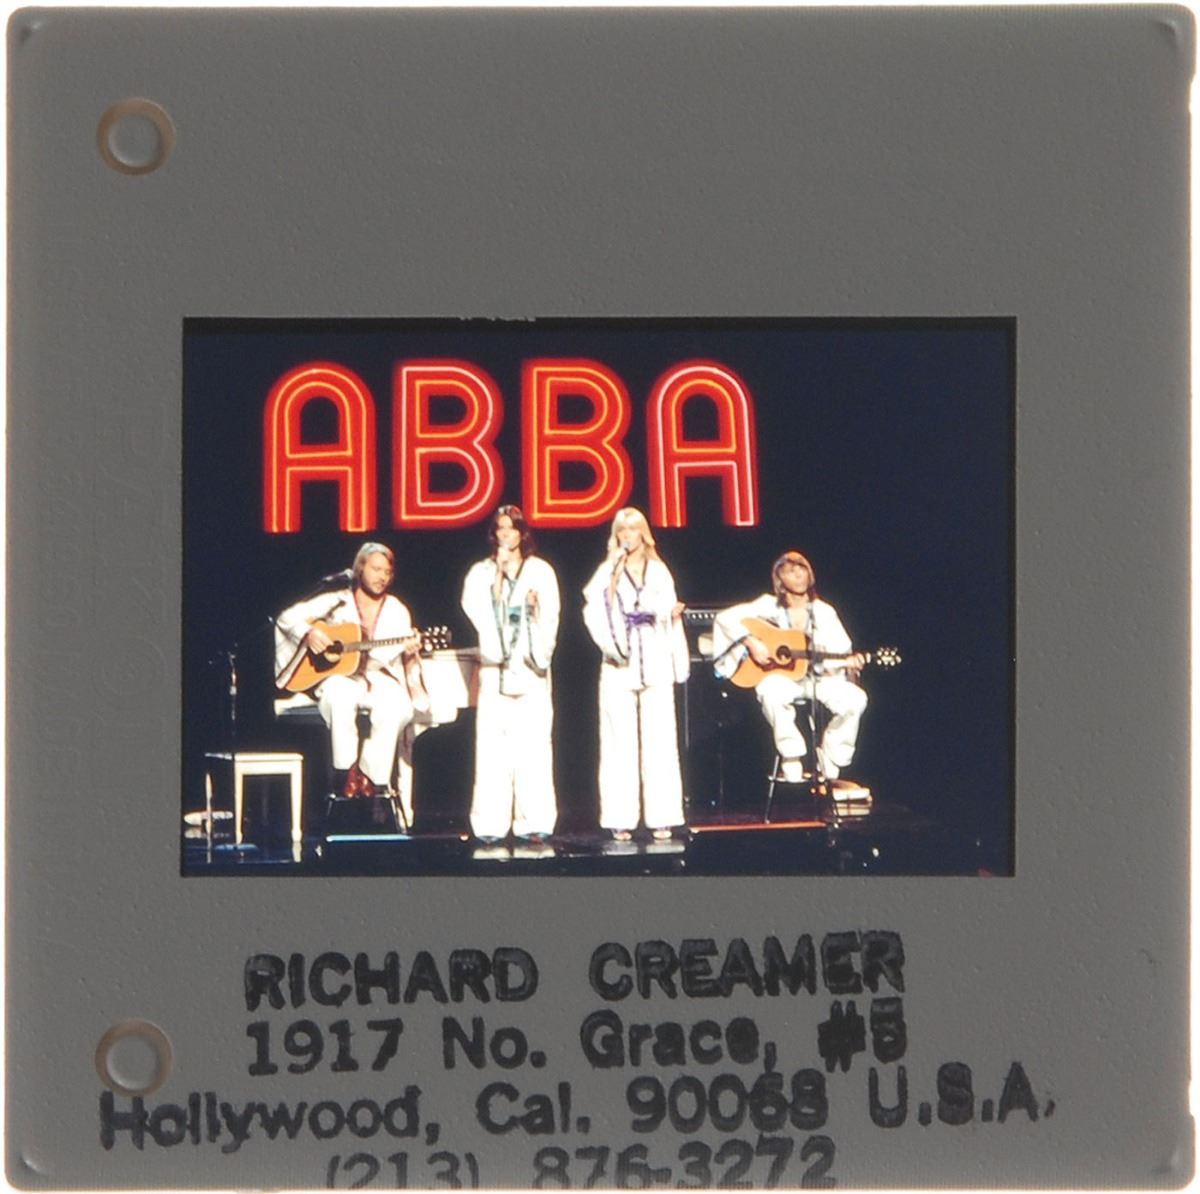 ABBA
RICHARD CREAMER
1917 No. Grace, #5
Hollywood, Cal. 90068 U.S.A.
(213) 876-3272